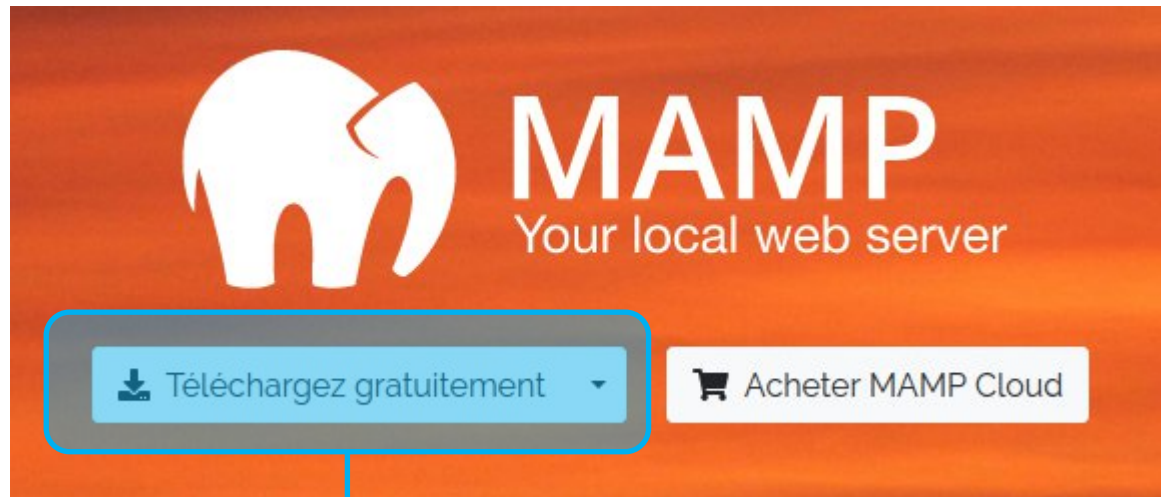 MAMP
Your local web server
Téléchargez gratuitement
Acheter MAMP Cloud